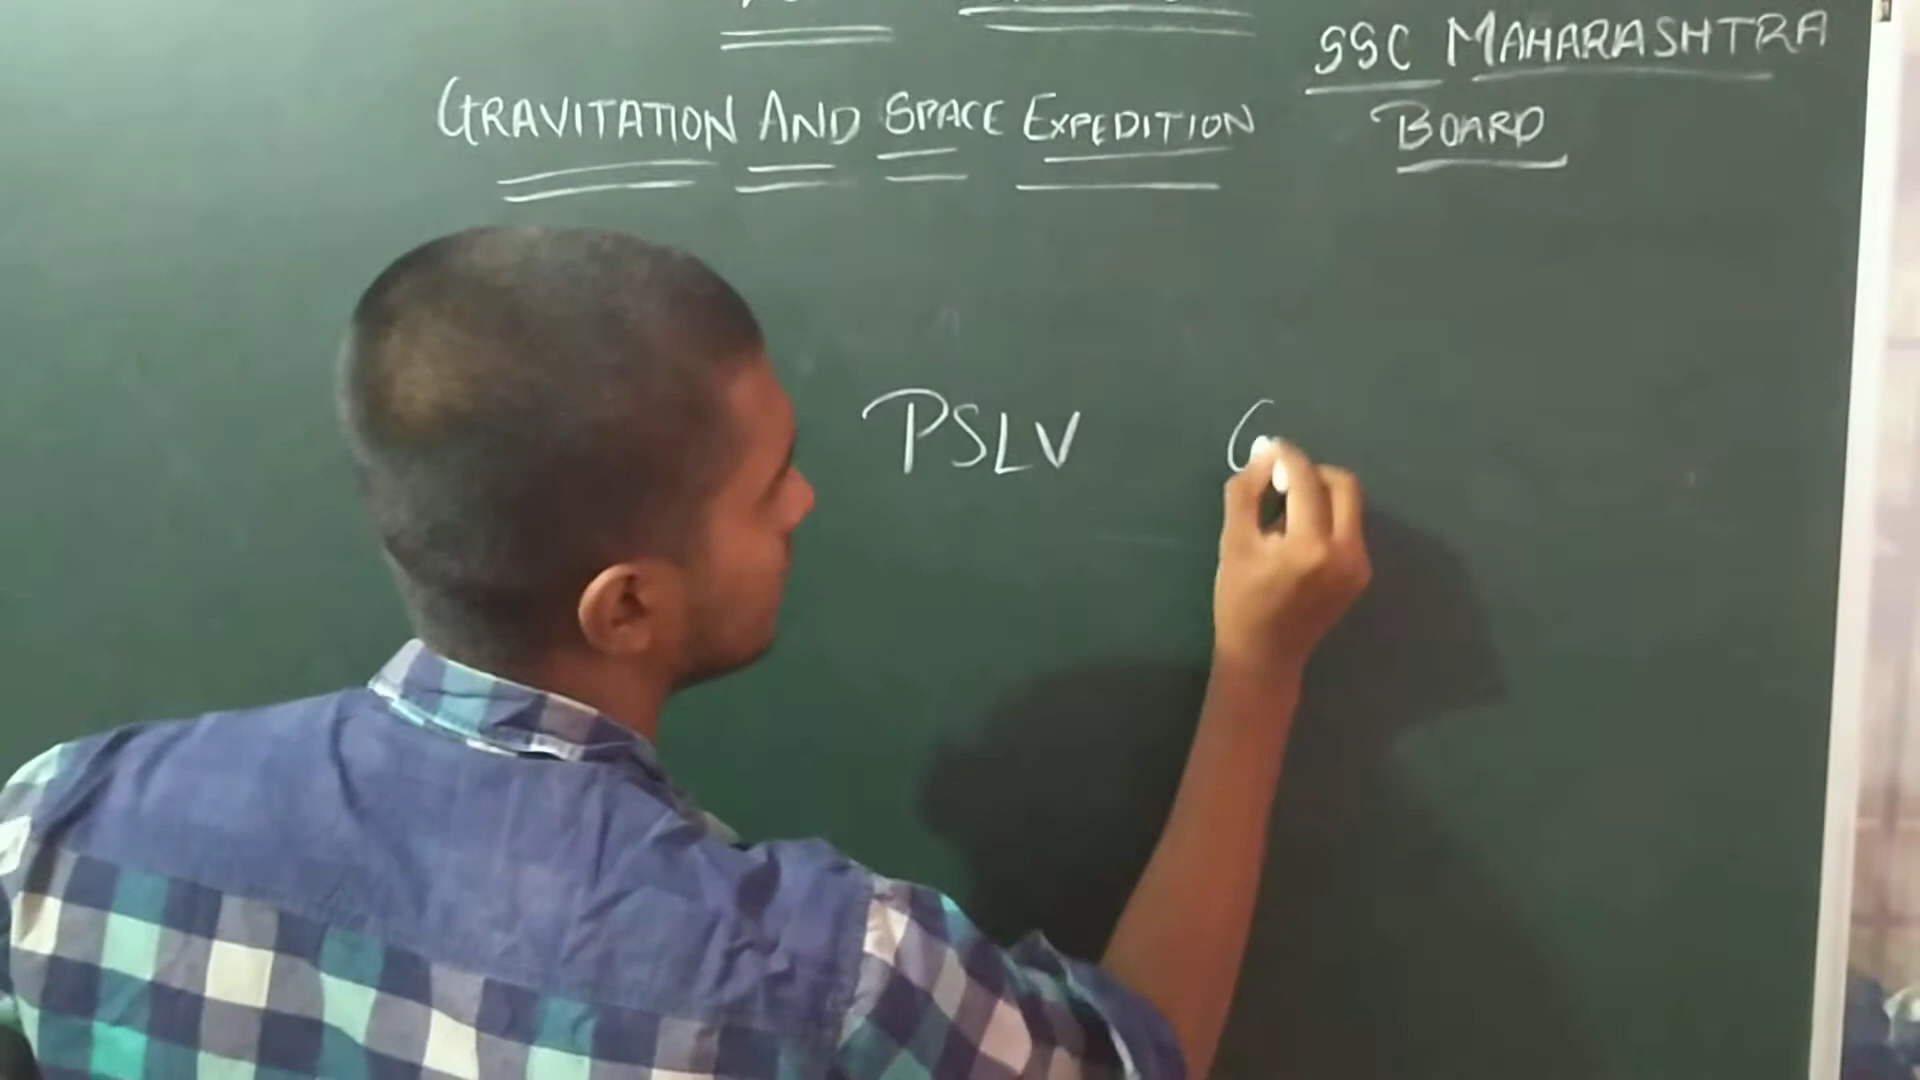 SSC MAHARASHTRA
BOARD
GRAVITATION AND SPACE EXPEDITION
PSLV G